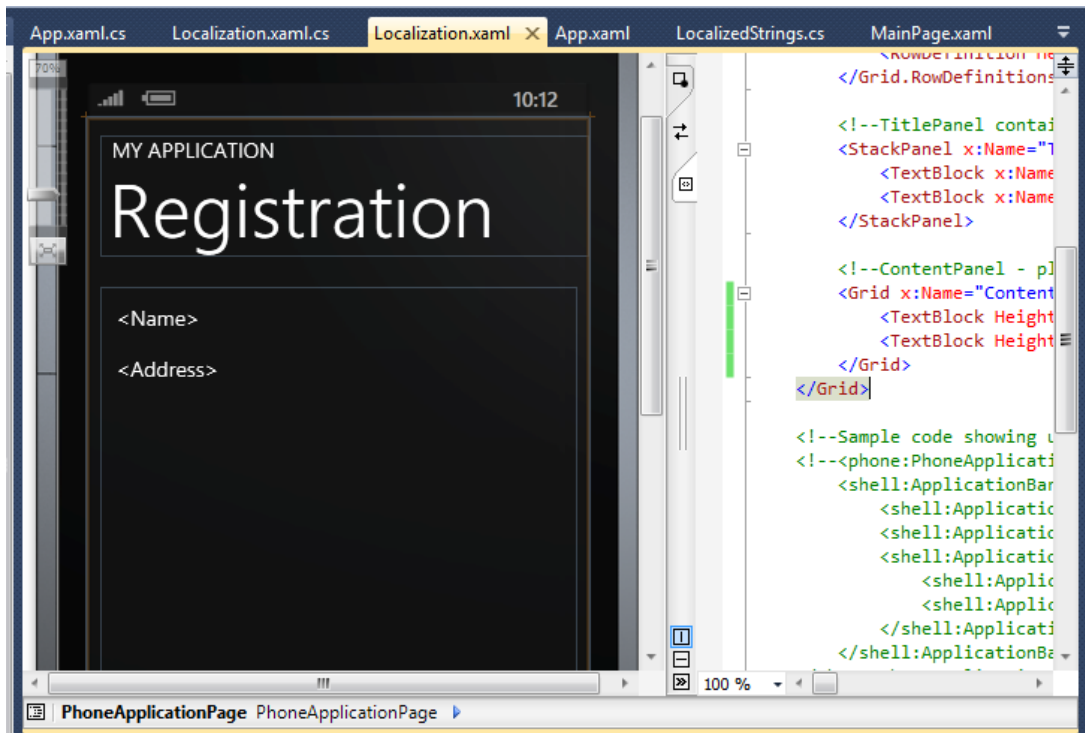 App.xaml.cs Localization.xaml.cs Localization.xaml App.xaml LocalizedStrings.cs MainPage.xaml
70%
10:12
MY APPLICATION
Registration
<Name>
<Address>
</Grid.RowDefinitions
<!--TitlePanel contai
<StackPanel x:Name="T
<TextBlock x:Name
<TextBlock x:Name
</StackPanel>
<!--ContentPanel - pl
<Grid x:Name="Content
<TextBlock Height
<TextBlock Height
</Grid>
</Grid>
<!--Sample code showing u
<!--<phone:PhoneApplicati
<shell:ApplicationBar
<shell:Applicatio
<shell:Applicatio
<shell:Applicatio
<shell:Applic
<shell:Applic
</shell:Applicati
</shell:ApplicationBa
100 %
PhoneApplicationPage PhoneApplicationPage